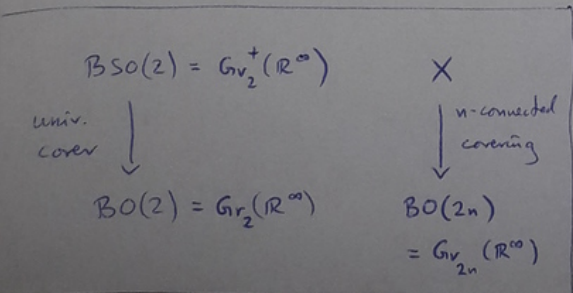 BSO(2) = Gr₂⁺(ℝ^∞)
X
univ.
cover
n-connected
covering
BO(2) = Gr₂(ℝ^∞)
BO(2n)
= Gr₂ₙ(ℝ^∞)